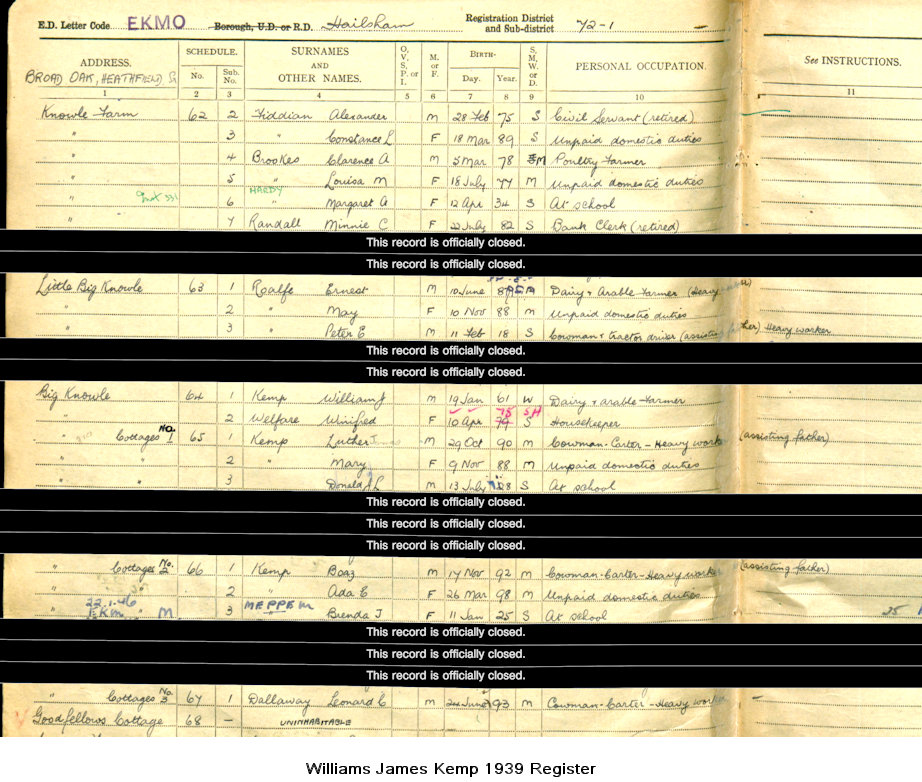 E.D. Letter Code EKMO Borough, U.D. or R.D. Hailsham Registration District and Sub-district 72-1
ADDRESS. SCHEDULE. SURNAMES AND OTHER NAMES. O, V, S, P, or I M. or F. BIRTH- S, M, W, or D. PERSONAL OCCUPATION. See INSTRUCTIONS.
No. Sub. No. Day. Year.
BROAD OAK, HEATHFIELD
1 2 3 4 5 6 7 8 9 10 11
Knowle Farm 62 2 Fiddian Alexander M 28 Feb 75 S Civil Servant (retired)
" 3 " Constance L F 18 Mar 89 S Unpaid domestic duties
" 4 Brookes Clarence A M 5 Mar 78 M Poultry Farmer
" 5 " Louisa M F 18 July 77 M Unpaid domestic duties
" 6 HARDY " Margaret A F 12 Apr 34 S At school
" 7 Randall Minnie C F 22 July 82 S Bank Clerk (retired)
This record is officially closed.
This record is officially closed.
Little Big Knowle 63 1 Roalfe Ernest M 10 June M Dairy & Arable Farmer (Heavy
" 2 " May F 10 Nov 88 M Unpaid domestic duties
" 3 " Peter E M 11 Feb 18 S Cowman & tractor driver (assisting father) Heavy worker
This record is officially closed.
This record is officially closed.
Big Knowle 64 1 Kemp William J M 19 Jan 61 W Dairy & Arable Farmer
75 SH
" 2 Welfare Winifred F 10 Apr 79 S Housekeeper
" Cottages No. 1 65 1 Kemp Luther M 29 Oct 90 M Cowman-Carter-Heavy work (assisting father)
" " 2 " Mary F 9 Nov 88 M Unpaid domestic duties
" " 3 " Donald L M 13 July 28 S At school
This record is officially closed.
This record is officially closed.
This record is officially closed.
" Cottages No. 2 66 1 Kemp Boaz M 17 Nov 92 M Cowman-Carter-Heavy worker (assisting father)
" " 2 " Ada C F 26 Mar 98 M Unpaid domestic duties
22.1.46 EKM M 3 MEPPEM Brenda J F 11 Jan 25 S At school 25
This record is officially closed.
This record is officially closed.
This record is officially closed.
" Cottages No. 3 67 1 Dallaway Leonard C M 24 June 93 M Cowman-Carter-Heavy worker
Goodfellows Cottage 68 — UNINHABITABLE
Williams James Kemp 1939 Register